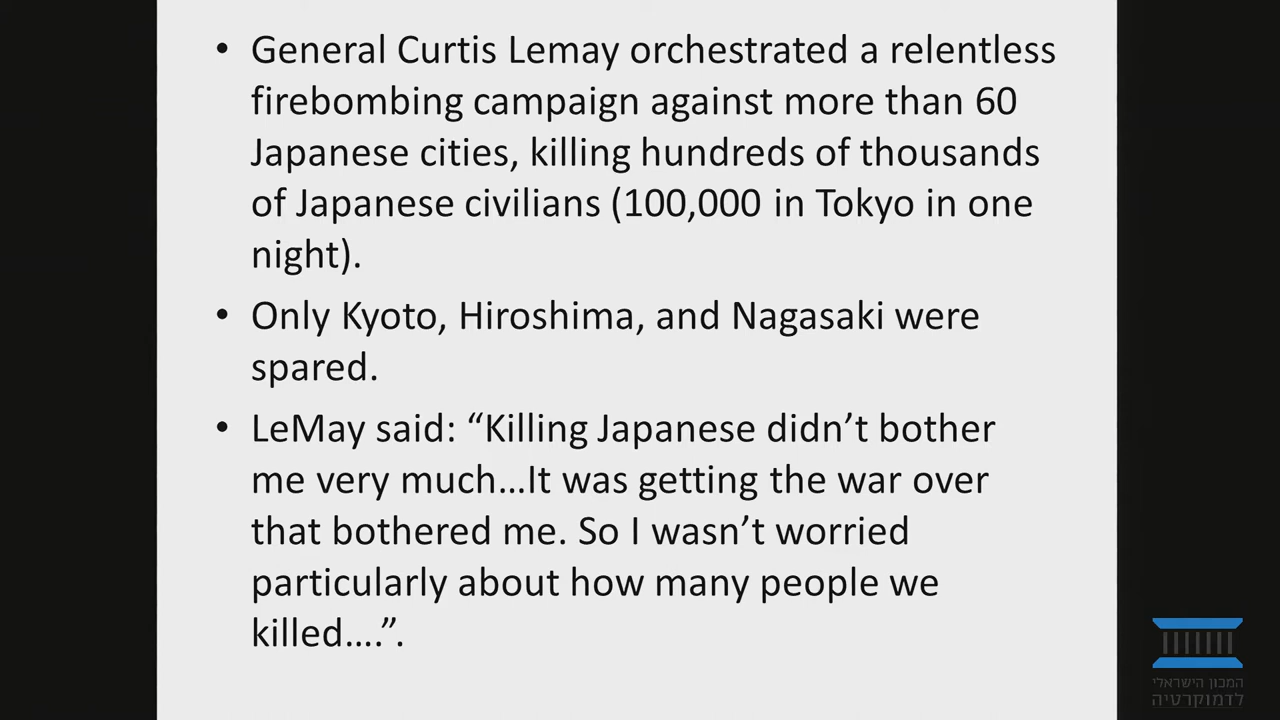 • General Curtis Lemay orchestrated a relentless
firebombing campaign against more than 60
Japanese cities, killing hundreds of thousands
of Japanese civilians (100,000 in Tokyo in one
night).
• Only Kyoto, Hiroshima, and Nagasaki were
spared.
• LeMay said: “Killing Japanese didn’t bother
me very much…It was getting the war over
that bothered me. So I wasn’t worried
particularly about how many people we
killed….”.
המכון הישראלי
לדמוקרטיה